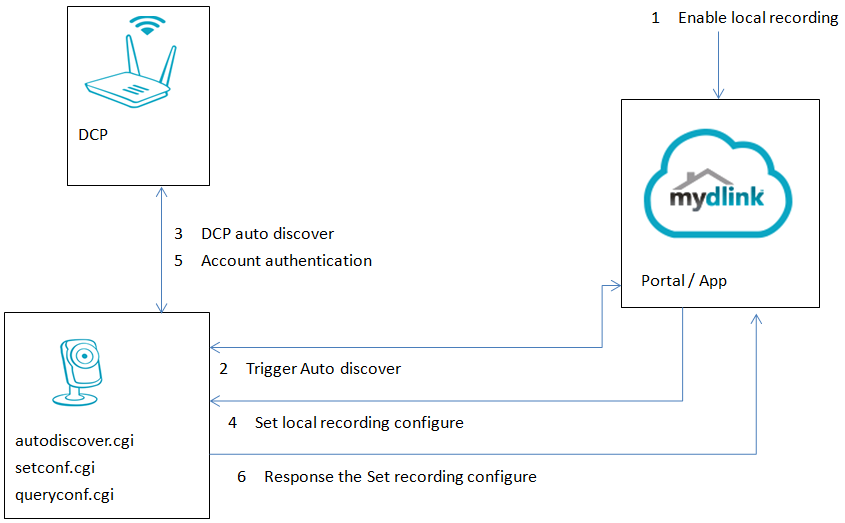 1 Enable local recording
DCP
mydlink
3 DCP auto discover
5 Account authentication
Portal / App
2 Trigger Auto discover
4 Set local recording configure
autodiscover.cgi
setconf.cgi
queryconf.cgi
6 Response the Set recording configure